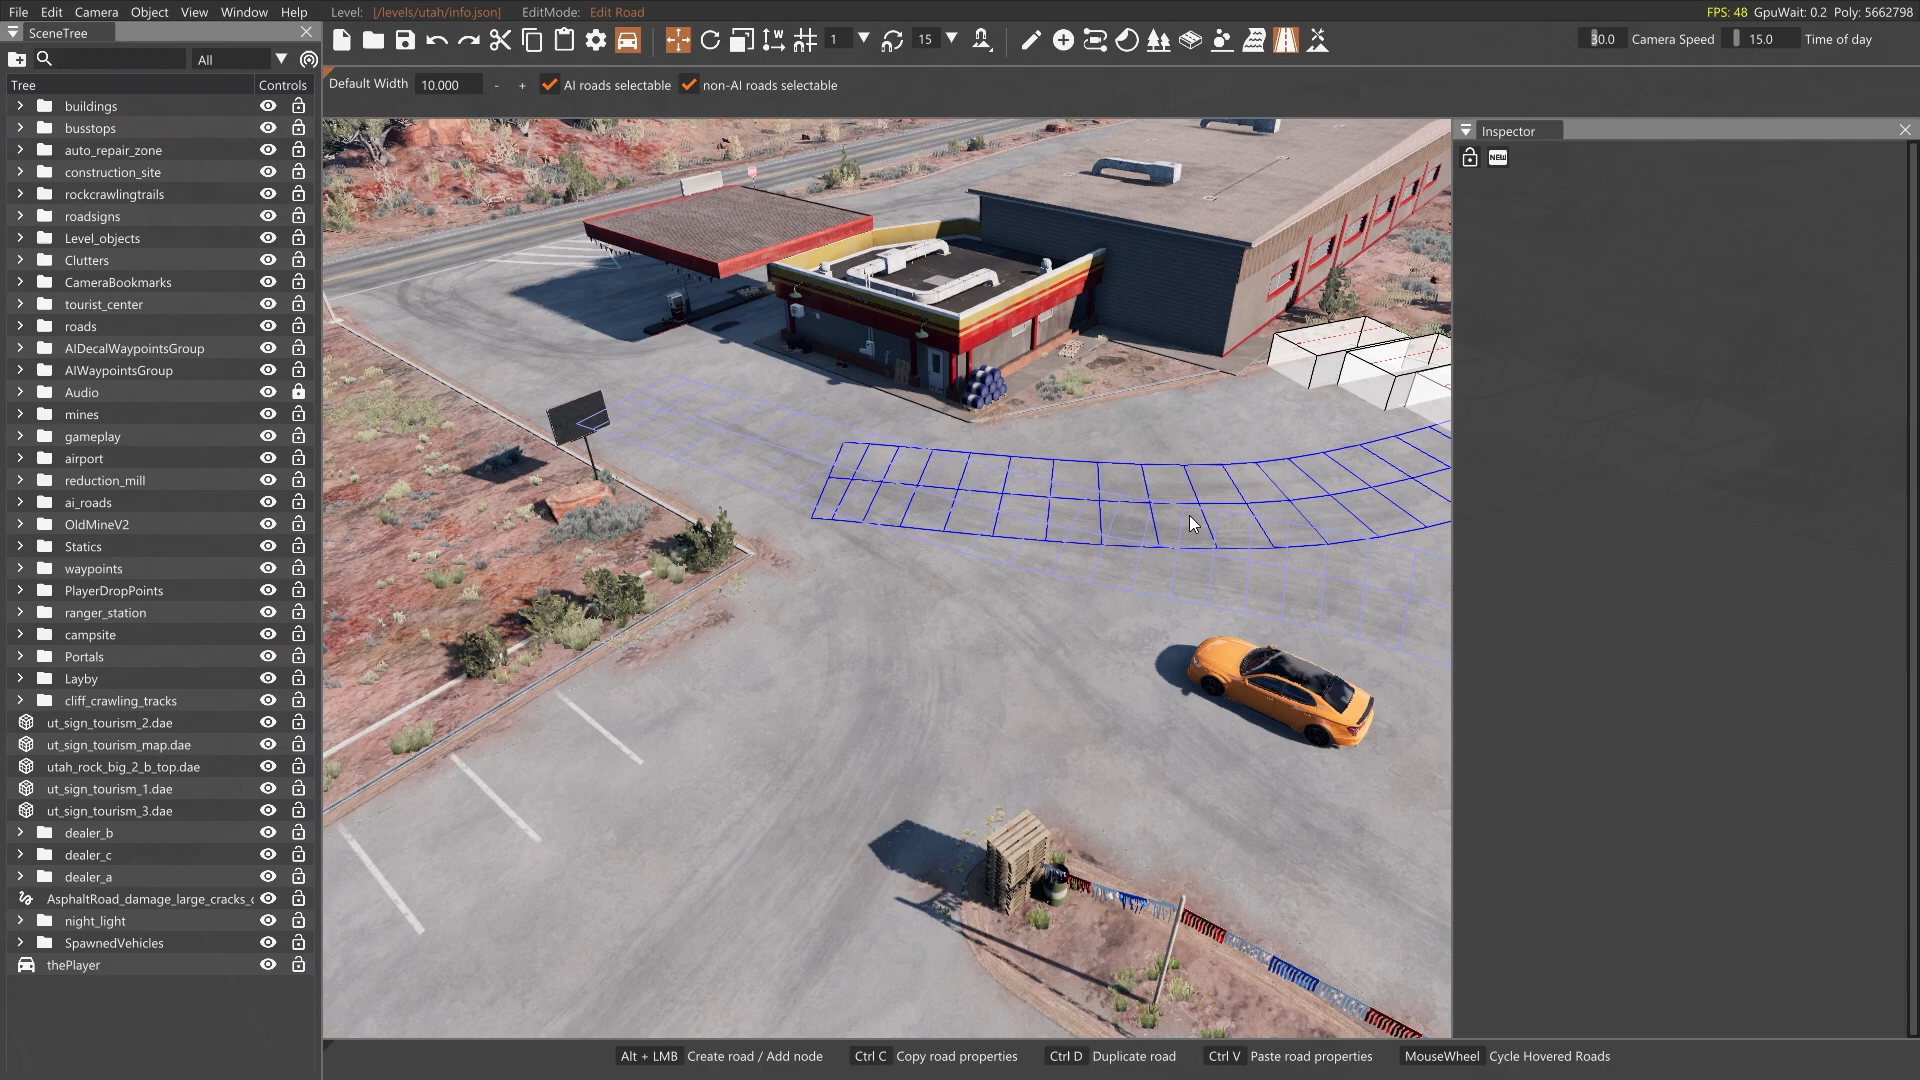 File Edit Camera Object View Window Help Level: [/levels/utah/info.json] EditMode: Edit Road FPS: 48 GpuWait: 0.2 Poly: 5662798
SceneTree
All
1 15 30.0 Camera Speed 15.0 Time of day
Tree Controls
Default Width 10.000 - + AI roads selectable non-AI roads selectable
buildings
busstops
auto_repair_zone
construction_site
rockcrawlingtrails
roadsigns
Level_objects
Clutters
CameraBookmarks
tourist_center
roads
AIDecalWaypointsGroup
AIWaypointsGroup
Audio
mines
gameplay
airport
reduction_mill
ai_roads
OldMineV2
Statics
waypoints
PlayerDropPoints
ranger_station
campsite
Portals
Layby
cliff_crawling_tracks
ut_sign_tourism_2.dae
ut_sign_tourism_map.dae
utah_rock_big_2_b_top.dae
ut_sign_tourism_1.dae
ut_sign_tourism_3.dae
dealer_b
dealer_c
dealer_a
AsphaltRoad_damage_large_cracks_
night_light
SpawnedVehicles
thePlayer
Inspector
NEW
Alt + LMB Create road / Add node Ctrl C Copy road properties Ctrl D Duplicate road Ctrl V Paste road properties MouseWheel Cycle Hovered Roads